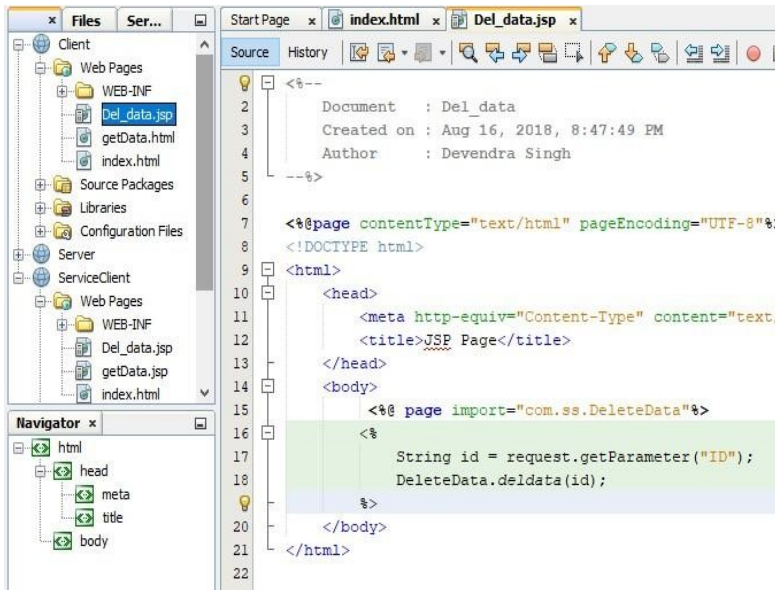 Files
Ser...
Client
Web Pages
WEB-INF
Del_data.jsp
getData.html
index.html
Source Packages
Libraries
Configuration Files
Server
ServiceClient
Web Pages
WEB-INF
Del_data.jsp
getData.jsp
index.html
Navigator
html
head
meta
title
body
Start Page
index.html
Del_data.jsp
Source
History
<%--
2 Document : Del_data
3 Created on : Aug 16, 2018, 8:47:49 PM
4 Author : Devendra Singh
5 --%>
6
7 <%@page contentType="text/html" pageEncoding="UTF-8"%
8 <!DOCTYPE html>
9 <html>
10 <head>
11 <meta http-equiv="Content-Type" content="text/
12 <title>JSP Page</title>
13 </head>
14 <body>
15 <%@ page import="com.ss.DeleteData"%>
16 <%
17 String id = request.getParameter("ID");
18 DeleteData.deldata(id);
%>
20 </body>
21 </html>
22